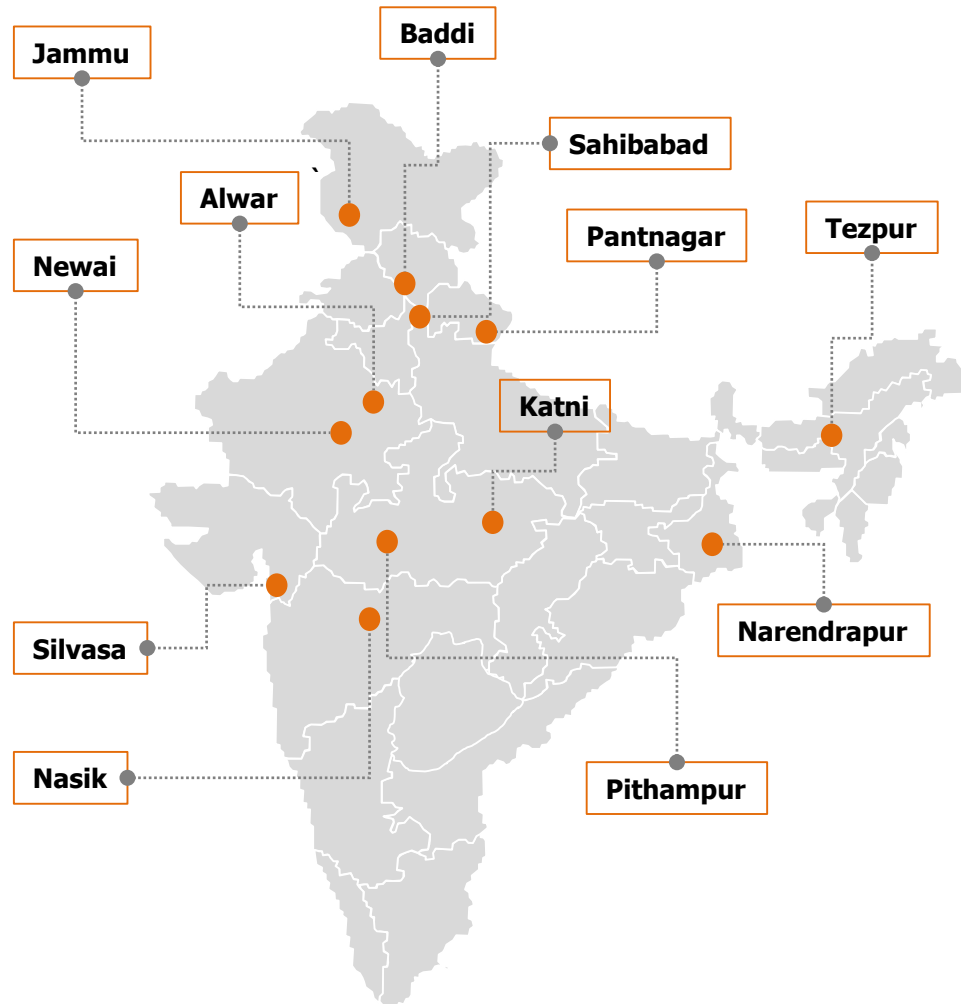 Baddi
Jammu
Sahibabad
`
Alwar
Pantnagar
Tezpur
Newai
Katni
Narendrapur
Silvasa
Nasik
Pithampur